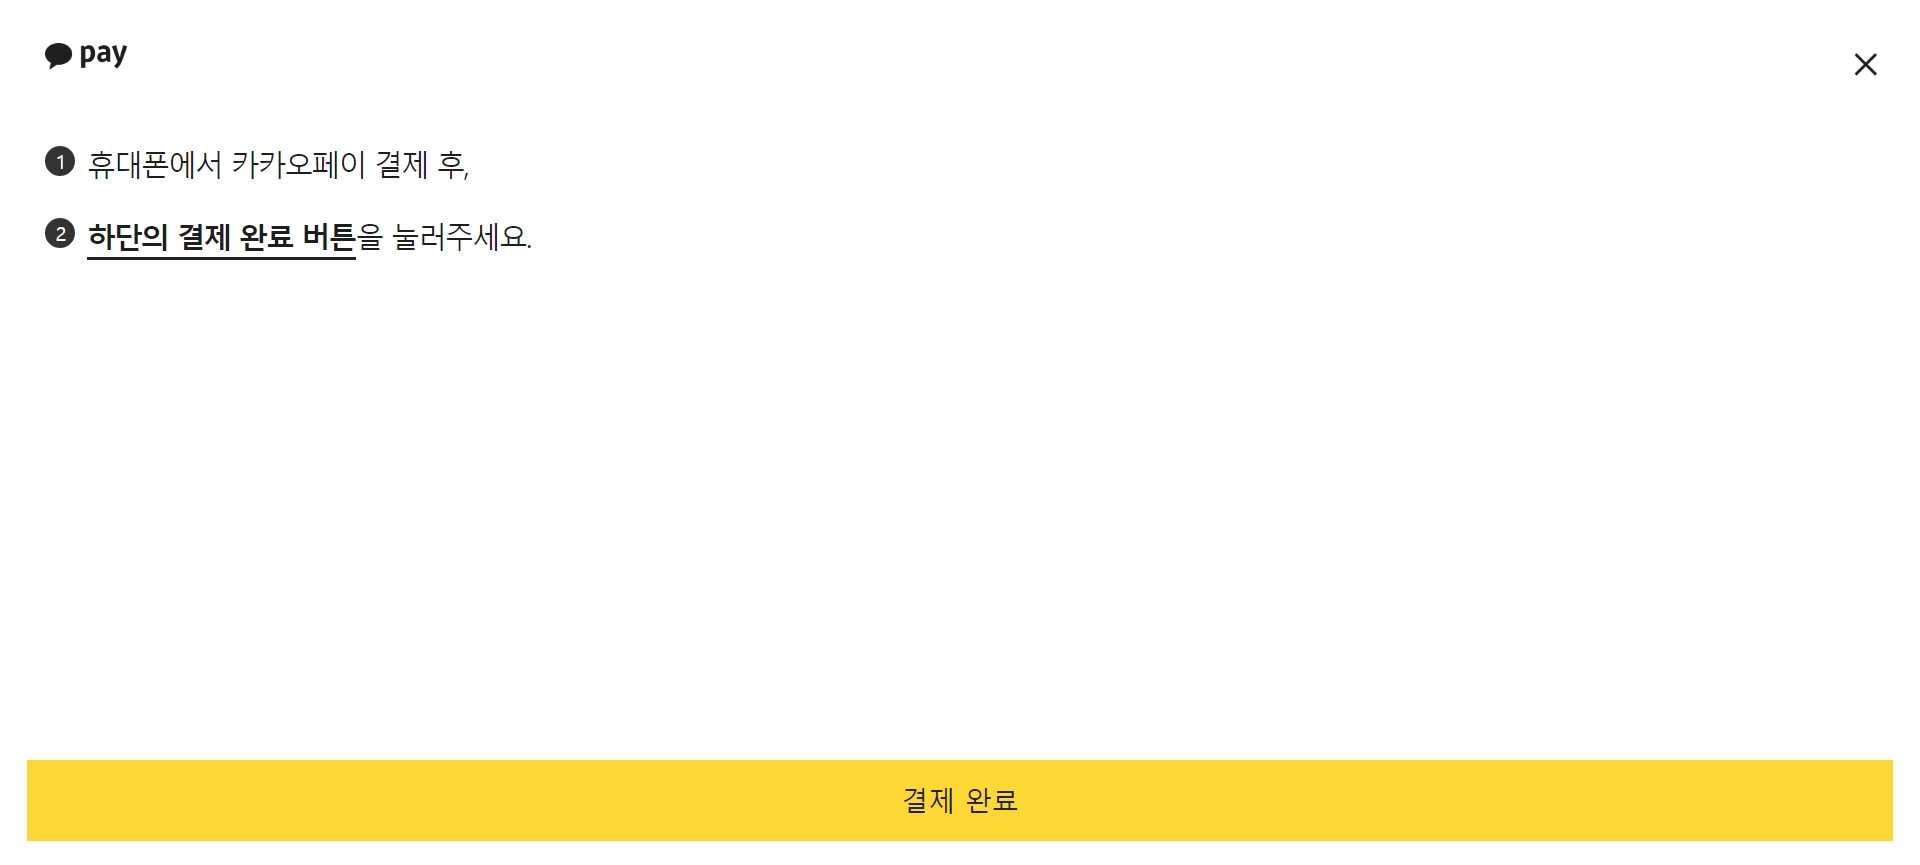 pay
1 휴대폰에서 카카오페이 결제 후,
2 하단의 결제 완료 버튼을 눌러주세요.
결제 완료